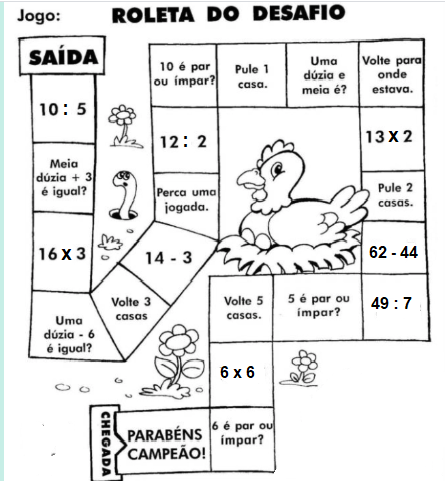 Jogo: ROLETA DO DESAFIO
SAÍDA
10 : 5
Meia
dúzia + 3
é igual?
16 x 3
Uma
dúzia - 6
é igual?
Volte 3
casas
14 - 3
Perca uma
jogada.
12 : 2
10 é par
ou ímpar?
Pule 1
casa.
Uma
dúzia e
meia é?
Volte para
onde
estava.
13 x 2
Pule 2
casas.
62 - 44
49 : 7
5 é par ou
ímpar?
Volte 5
casas.
6 x 6
6 é par ou
ímpar?
PARABÉNS
CAMPEÃO!
CHEGADA